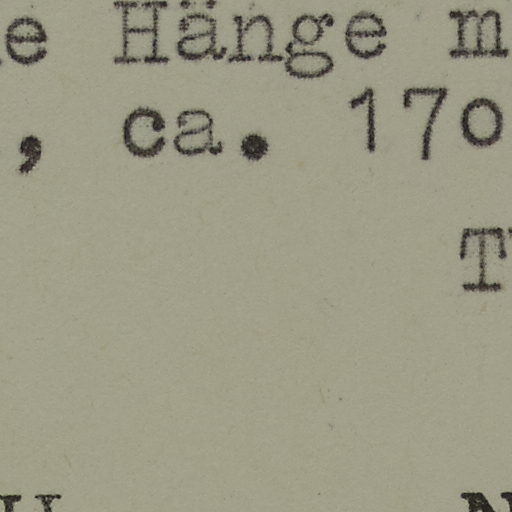 e Hänge m
, ca. 170
T